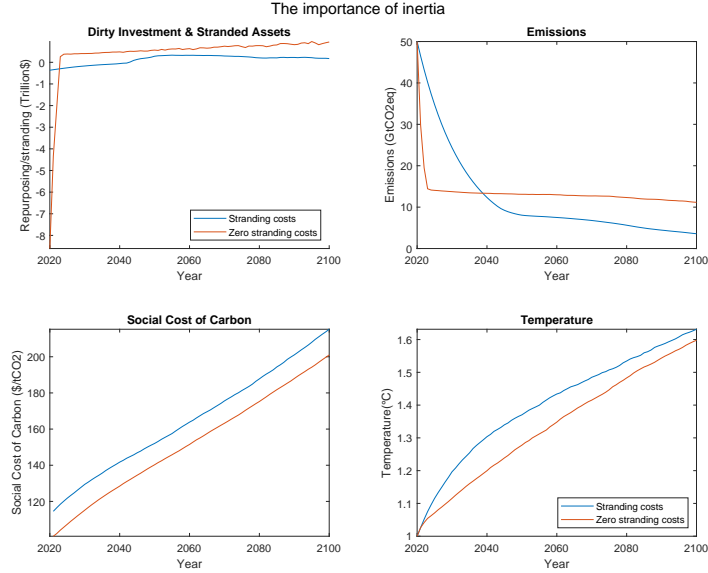 The importance of inertia
Dirty Investment & Stranded Assets
Repurposing/stranding (Trillion$)
0
-1
-2
-3
-4
-5
-6
-7
-8
2020 2040 2060 2080 2100
Year
Stranding costs
Zero stranding costs
Emissions
Emissions (GtCO2eq)
50
40
30
20
10
0
2020 2040 2060 2080 2100
Year
Social Cost of Carbon
Social Cost of Carbon ($/tCO2)
200
180
160
140
120
2020 2040 2060 2080 2100
Year
Temperature
Temperature(°C)
1.6
1.5
1.4
1.3
1.2
1.1
1
2020 2040 2060 2080 2100
Year
Stranding costs
Zero stranding costs